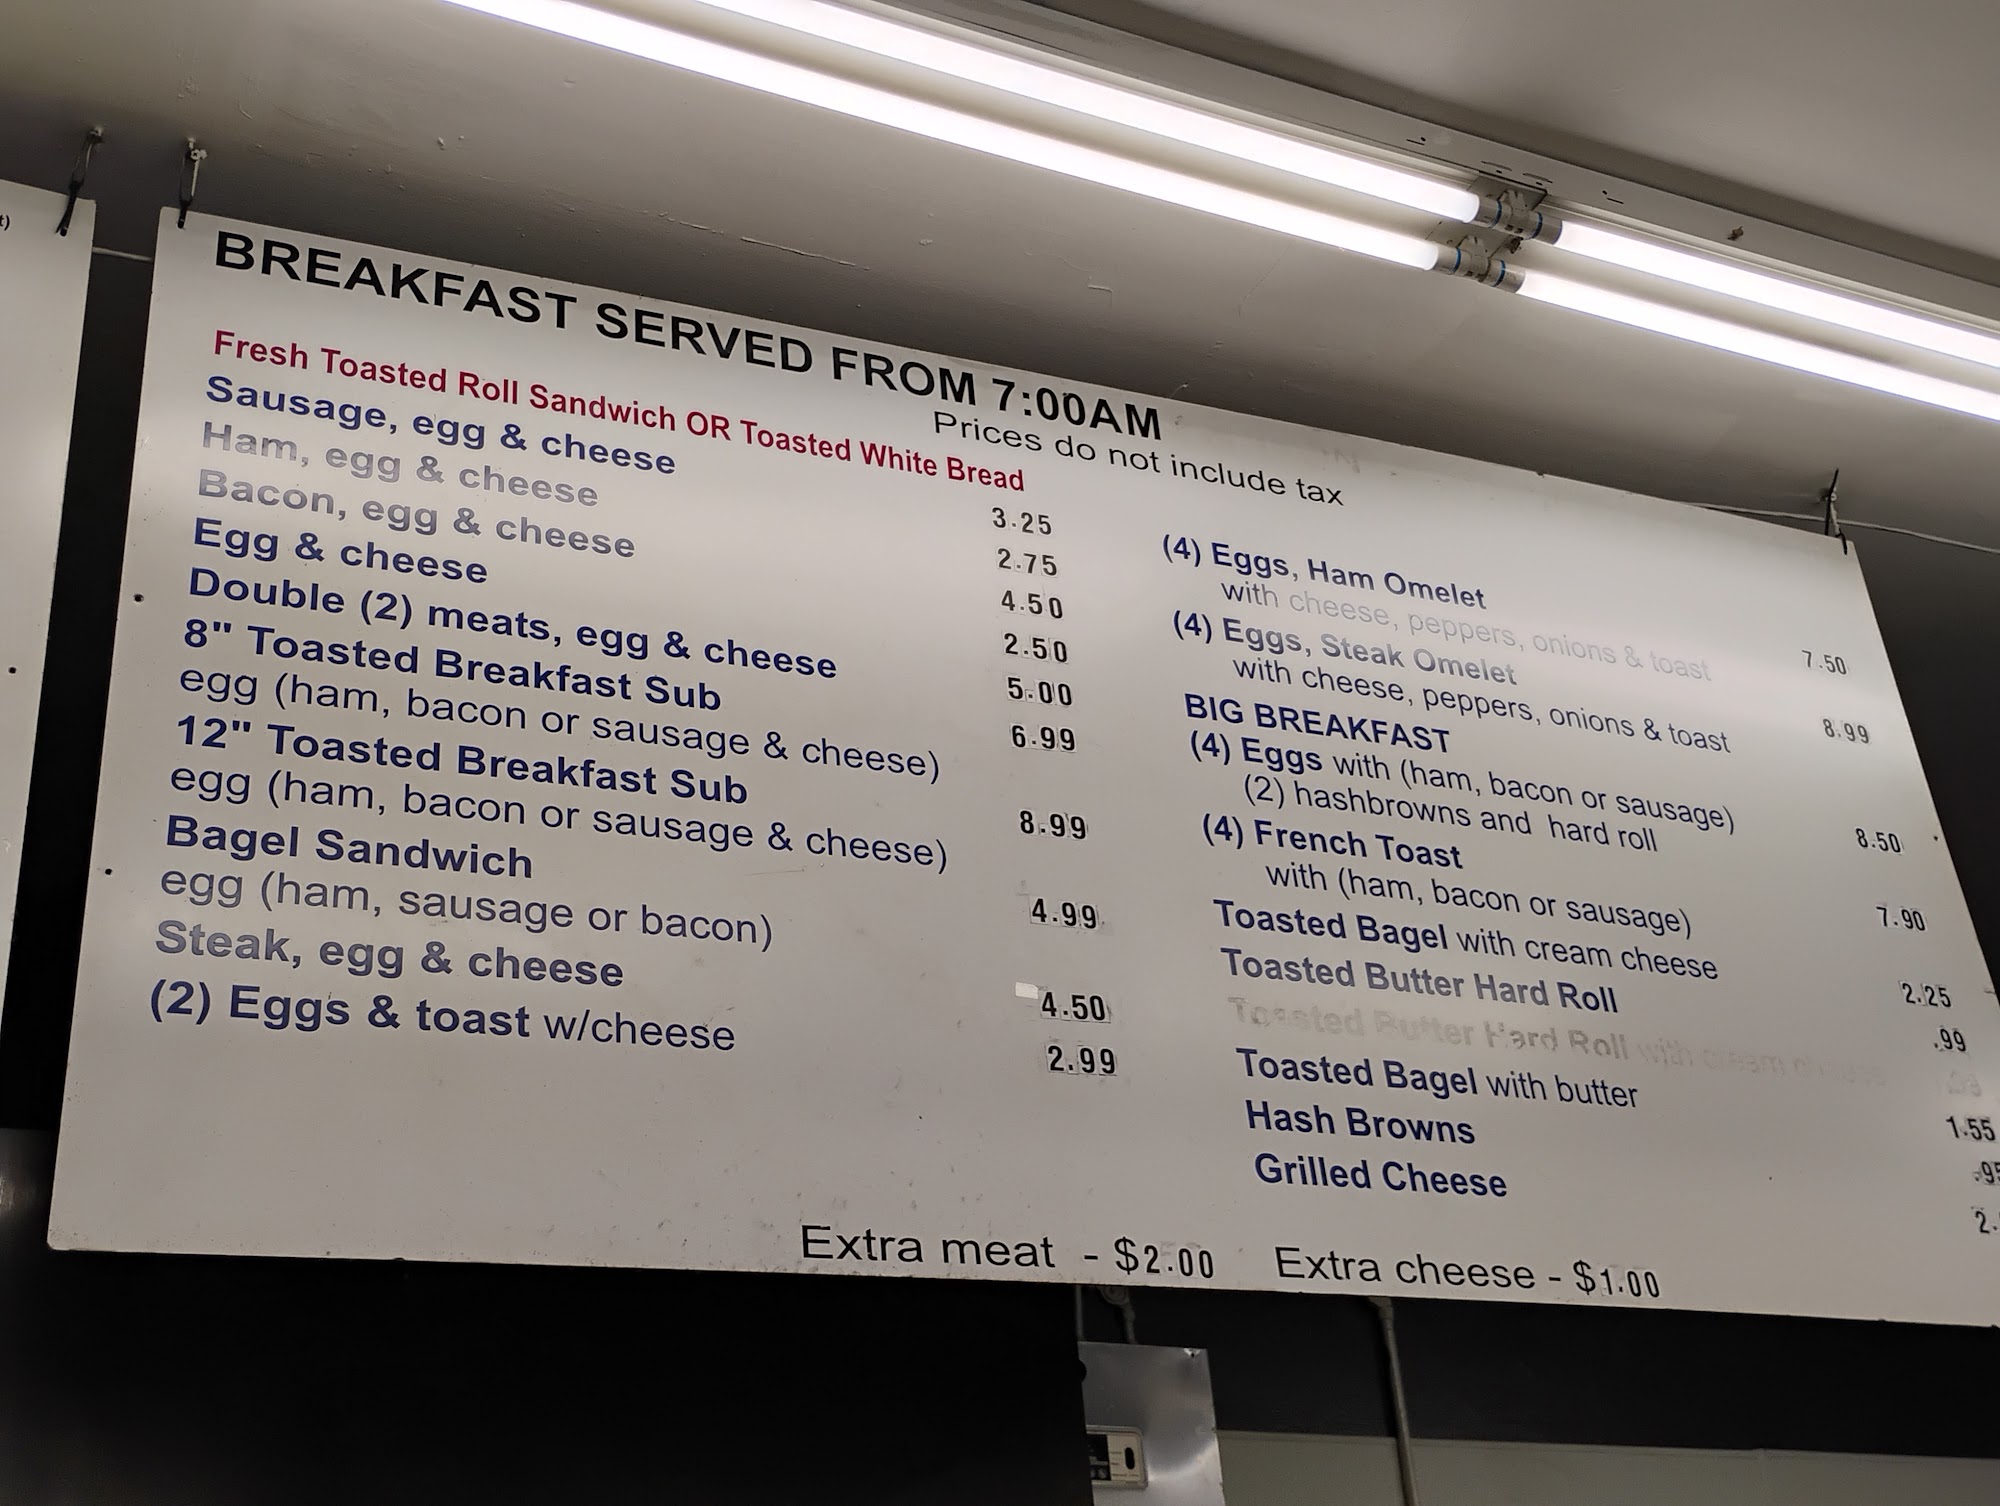 t)
BREAKFAST SERVED FROM 7:00AM
Prices do not include tax
Fresh Toasted Roll Sandwich OR Toasted White Bread
Sausage, egg & cheese 3.25
Ham, egg & cheese 2.75
Bacon, egg & cheese 4.50
Egg & cheese 2.50
Double (2) meats, egg & cheese 5.00
8" Toasted Breakfast Sub 6.99
egg (ham, bacon or sausage & cheese)
12" Toasted Breakfast Sub 8.99
egg (ham, bacon or sausage & cheese)
Bagel Sandwich 4.99
egg (ham, sausage or bacon)
Steak, egg & cheese 4.50
(2) Eggs & toast w/cheese 2.99
(4) Eggs, Ham Omelet
with cheese, peppers, onions & toast 7.50
(4) Eggs, Steak Omelet
with cheese, peppers, onions & toast 8.99
BIG BREAKFAST
(4) Eggs with (ham, bacon or sausage)
(2) hashbrowns and hard roll 8.50
(4) French Toast
with (ham, bacon or sausage) 7.90
Toasted Bagel with cream cheese 2.25
Toasted Butter Hard Roll .99
Toasted Butter Hard Roll with cream
Toasted Bagel with butter 1.55
Hash Browns .95
Grilled Cheese 2.
Extra meat - $2.00 Extra cheese - $1.00